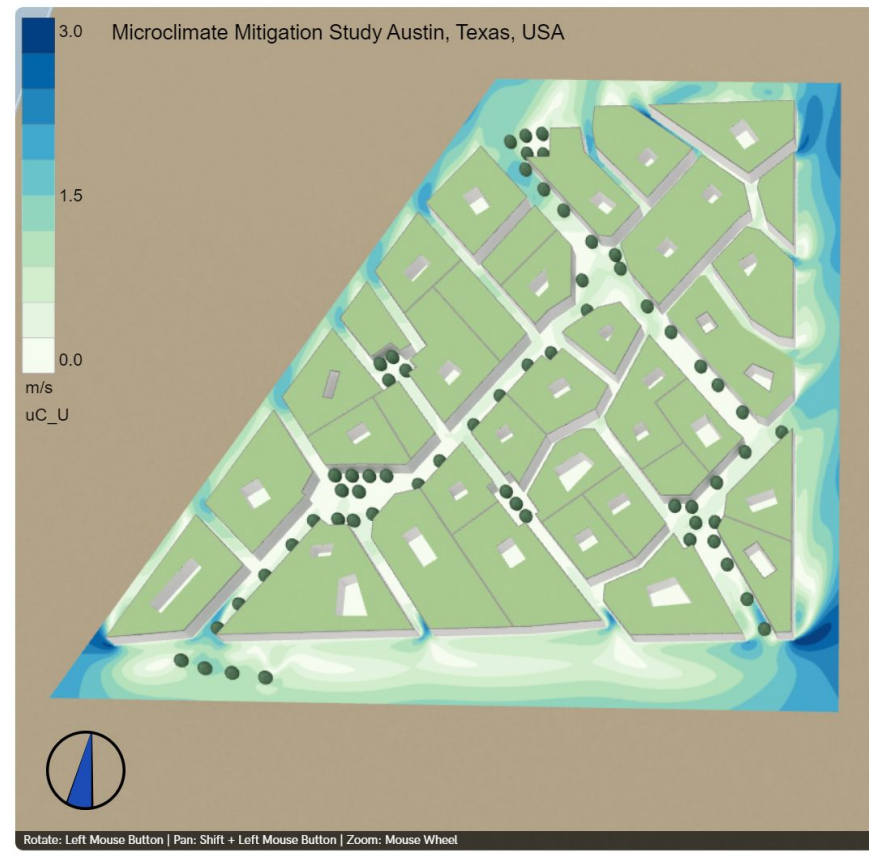 3.0
Microclimate Mitigation Study Austin, Texas, USA
1.5
0.0
m/s
uC_U
Rotate: Left Mouse Button | Pan: Shift + Left Mouse Button | Zoom: Mouse Wheel